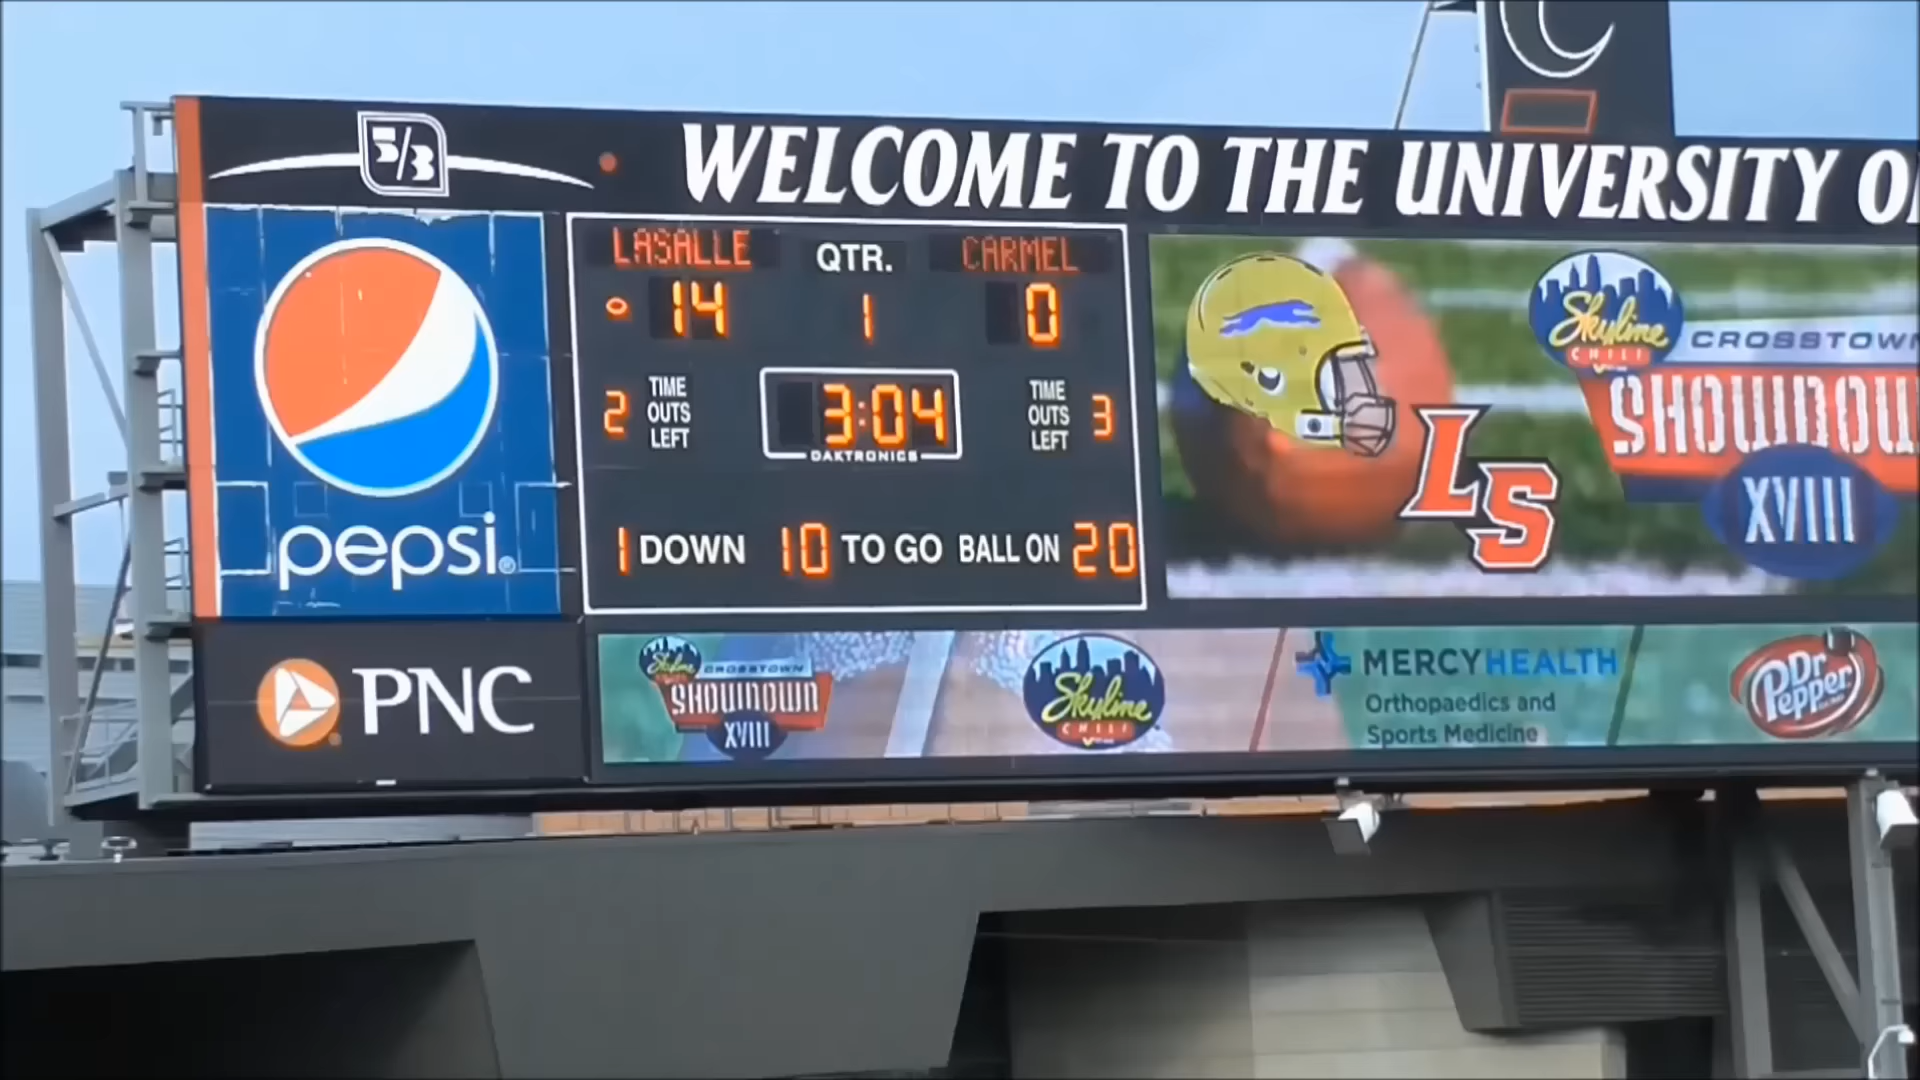 5/3
WELCOME TO THE UNIVERSITY
LASALLE QTR. CARMEL
14 1 0
2 TIME OUTS LEFT 3:04 TIME OUTS LEFT 3
DAKTRONICS
1 DOWN 10 TO GO BALL ON 20
pepsi®
Skyline
CHILI
CROSSTOWN
SHOWDOWN
XVIII
LS
PNC
Skyline
CROSSTOWN
SHOWDOWN
XVIII
Skyline
CHILI
MERCYHEALTH
Orthopaedics and
Sports Medicine
Dr
Pepper